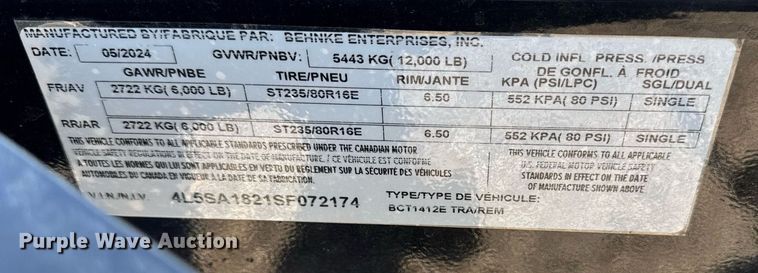 MANUFACTURED BY/FABRIQUE PAR: BEHNKE ENTERPRISES, INC.
DATE: 05/2024 GVWR/PNBV: 5443 KG( 12,000 LB)
COLD INFL. PRESS. /PRESS
DE GONFL. À FROID
GAWR/PNBE TIRE/PNEU RIM/JANTE KPA (PSI/LPC) SGL/DUAL
FR/AV 2722 KG( 6,000 LB) ST235/80R16E 6.50 552 KPA( 80 PSI) SINGLE
RR/AR 2722 KG( 6,000 LB) ST235/80R16E 6.50 552 KPA( 80 PSI) SINGLE
THIS VEHICLE CONFORMS TO ALL APPLICABLE STANDARDS PRESCRIBED UNDER THE CANADIAN MOTOR
VEHICLE SAFETY REGULATIONS IN EFFECT ON THE DATE OF MANUFACTURE. / CE VÉHICULE EST CONFORME
A TOUTES LES NORMES QUI LUI SONT APPLICABLES EN VERTU DU RÈGLEMENT SUR LA SÉCURITÉ DES VÉHICULES
AUTOMOBILES DU CANADA EN VIGUEUR À LA DATE DE SA FABRICATION.
THIS VEHICLE CONFORMS TO ALL APPLICABLE
U.S. FEDERAL MOTOR VEHICLE SAFETY
STANDARDS IN EFFECT ON THE DATE
OF MANUFACTURE SHOWN ABOVE.
V.I.N./N.I.V. 4L5SA1821SF072174 TYPE/TYPE DE VÉHICULE:
BCT1412E TRA/REM
Purple Wave Auction